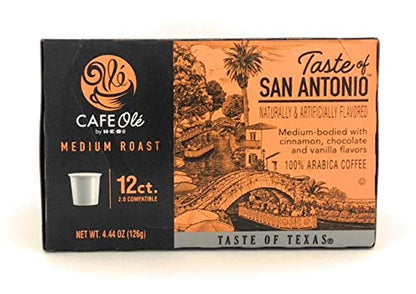 Olé
CAFE Olé
by H-E-B®
MEDIUM ROAST
12ct.
2.0 COMPATIBLE
NET WT. 4.44 OZ (126g)
Taste of
SAN ANTONIO™
NATURALLY & ARTIFICIALLY FLAVORED
Medium-bodied with
cinnamon, chocolate
and vanilla flavors
100% ARABICA COFFEE
TASTE OF TEXAS®